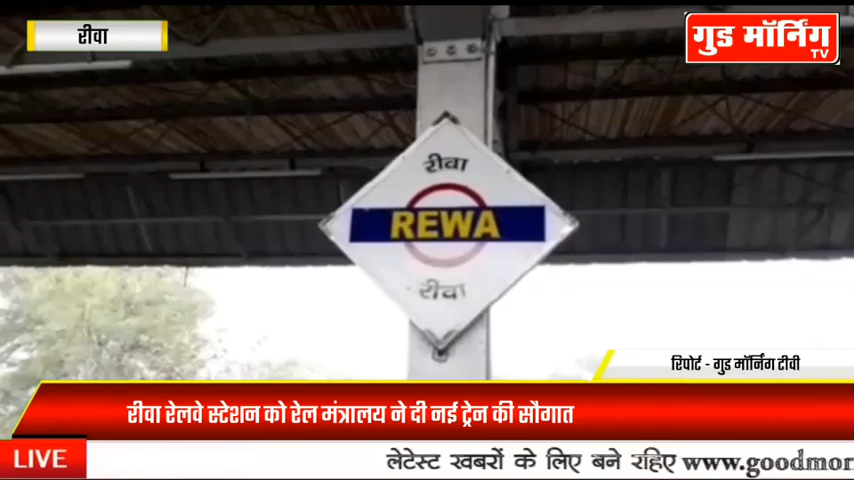 रीवा
गुड मॉर्निंग
TV
रीवा
REWA
रीवा
रिपोर्ट - गुड मॉर्निंग टीवी
रीवा रेलवे स्टेशन को रेल मंत्रालय ने दी नई ट्रेन की सौगात
LIVE
लेटेस्ट खबरों के लिए बने रहिए www.goodmor